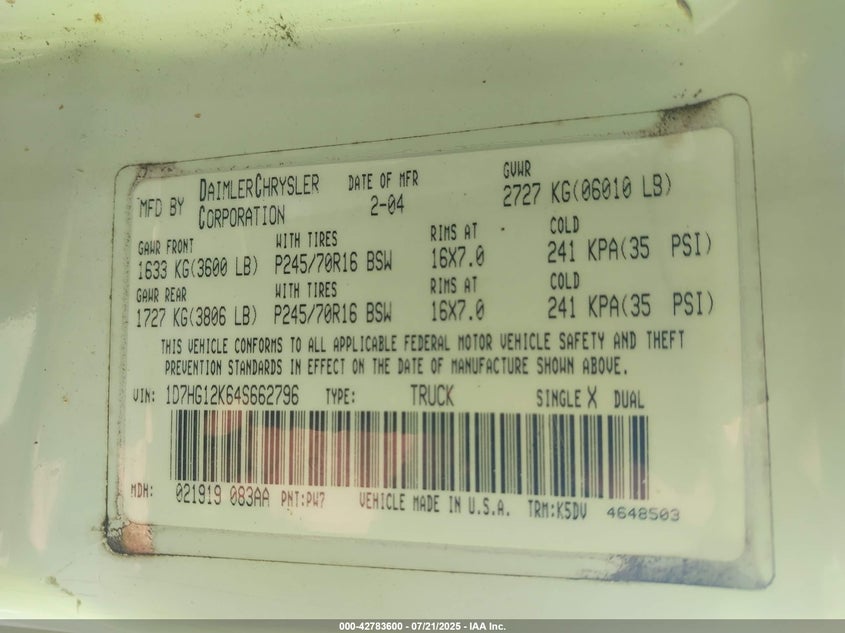 MFD BY DAIMLERCHRYSLER CORPORATION DATE OF MFR 2-04 GVWR 2727 KG(06010 LB)
GAWR FRONT WITH TIRES RIMS AT COLD
1633 KG(3600 LB) P245/70R16 BSW 16X7.0 241 KPA(35 PSI)
GAWR REAR WITH TIRES RIMS AT COLD
1727 KG(3806 LB) P245/70R16 BSW 16X7.0 241 KPA(35 PSI)
THIS VEHICLE CONFORMS TO ALL APPLICABLE FEDERAL MOTOR VEHICLE SAFETY AND THEFT
PREVENTION STANDARDS IN EFFECT ON THE DATE OF MANUFACTURE SHOWN ABOVE.
VIN: 1D7HG12K64S662796 TYPE: TRUCK SINGLE X DUAL
MDH: 021919 083AA PNT:PW7 VEHICLE MADE IN U.S.A. TRM:K5DV 4648503
000-42783600 - 07/21/2025 - IAA Inc.